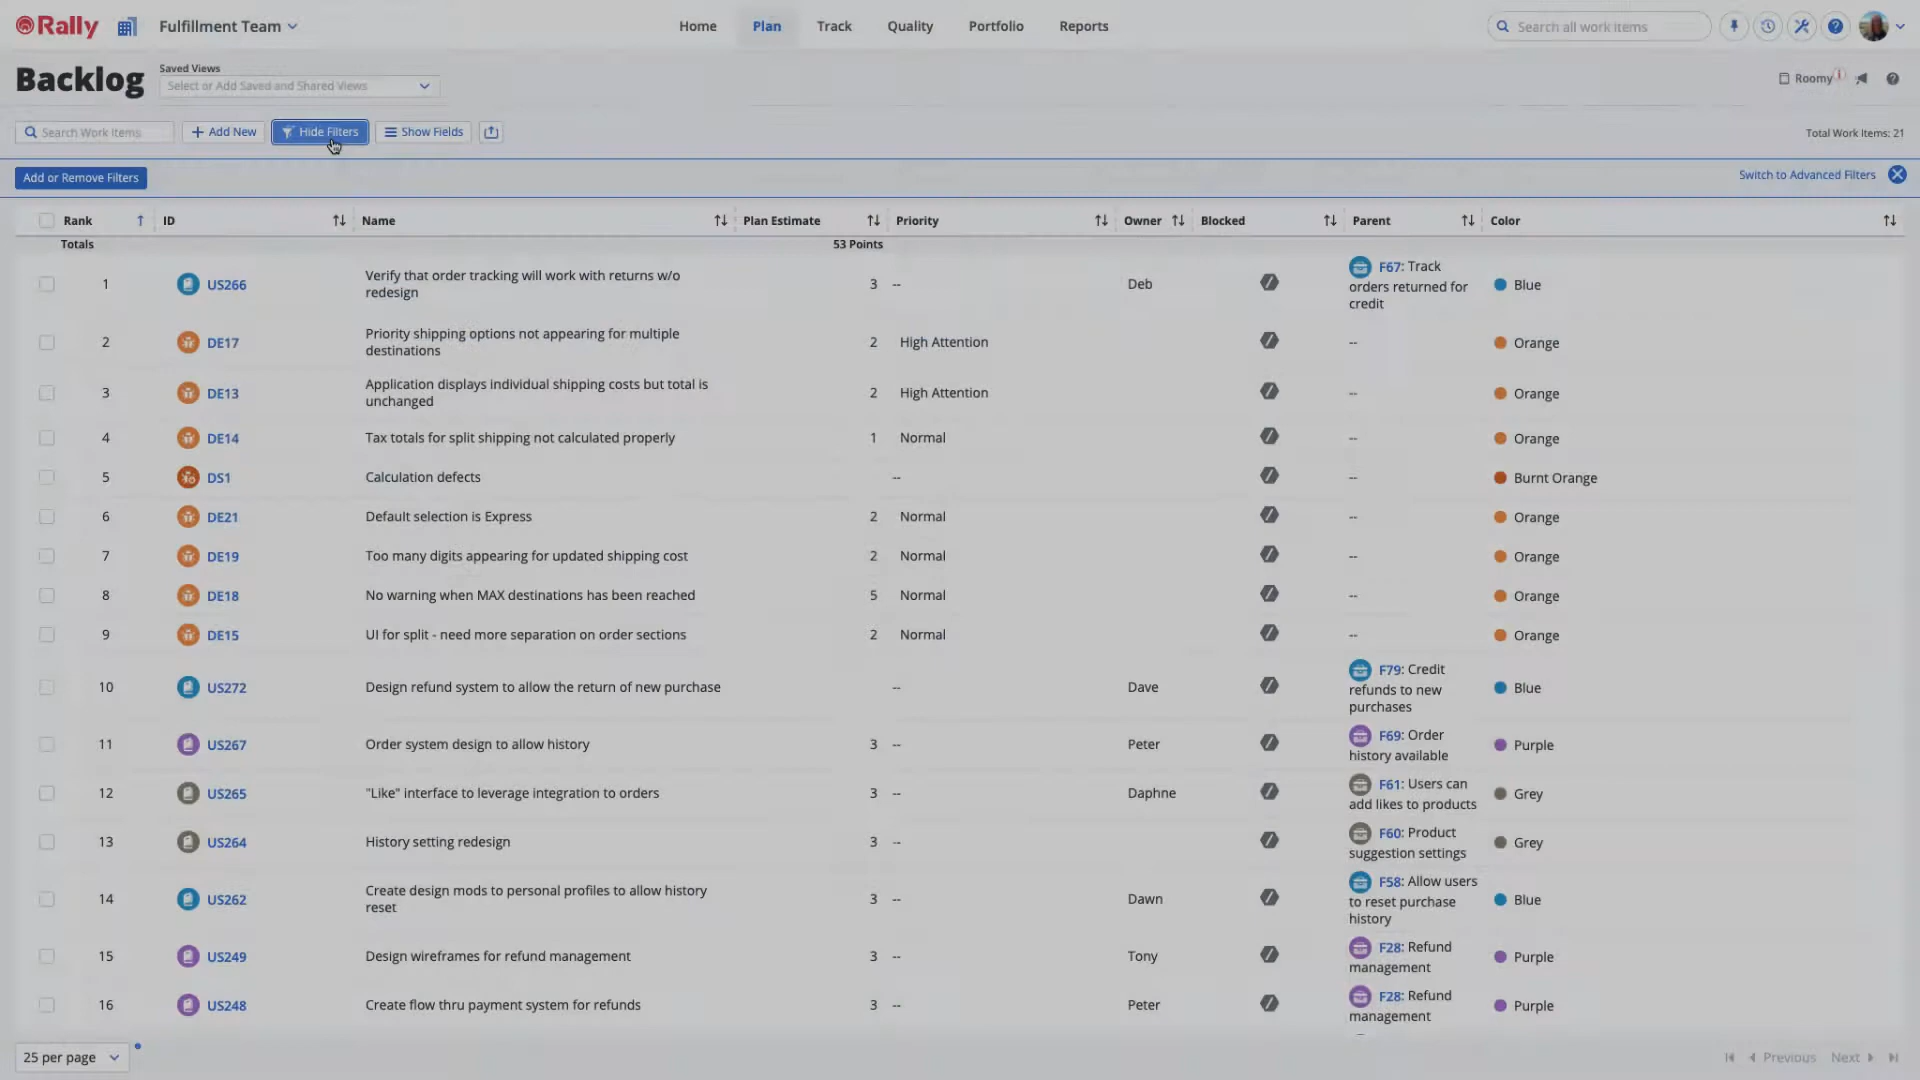 Rally Fulfillment Team Home Plan Track Quality Portfolio Reports Search all work items
Backlog
Saved Views
Select or Add Saved and Shared Views
Roomy
Search Work Items Add New Hide Filters Show Fields Total Work Items: 21
Add or Remove Filters Switch to Advanced Filters
Rank ID Name Plan Estimate Priority Owner Blocked Parent Color
Totals 53 Points
1 US266 Verify that order tracking will work with returns w/o redesign 3 -- Deb F67: Track orders returned for credit Blue
2 DE17 Priority shipping options not appearing for multiple destinations 2 High Attention -- Orange
3 DE13 Application displays individual shipping costs but total is unchanged 2 High Attention -- Orange
4 DE14 Tax totals for split shipping not calculated properly 1 Normal -- Orange
5 DS1 Calculation defects -- -- Burnt Orange
6 DE21 Default selection is Express 2 Normal -- Orange
7 DE19 Too many digits appearing for updated shipping cost 2 Normal -- Orange
8 DE18 No warning when MAX destinations has been reached 5 Normal -- Orange
9 DE15 UI for split - need more separation on order sections 2 Normal -- Orange
10 US272 Design refund system to allow the return of new purchase -- Dave F79: Credit refunds to new purchases Blue
11 US267 Order system design to allow history 3 -- Peter F69: Order history available Purple
12 US265 "Like" interface to leverage integration to orders 3 -- Daphne F61: Users can add likes to products Grey
13 US264 History setting redesign 3 -- F60: Product suggestion settings Grey
14 US262 Create design mods to personal profiles to allow history reset 3 -- Dawn F58: Allow users to reset purchase history Blue
15 US249 Design wireframes for refund management 3 -- Tony F28: Refund management Purple
16 US248 Create flow thru payment system for refunds 3 -- Peter F28: Refund management Purple
25 per page Previous Next